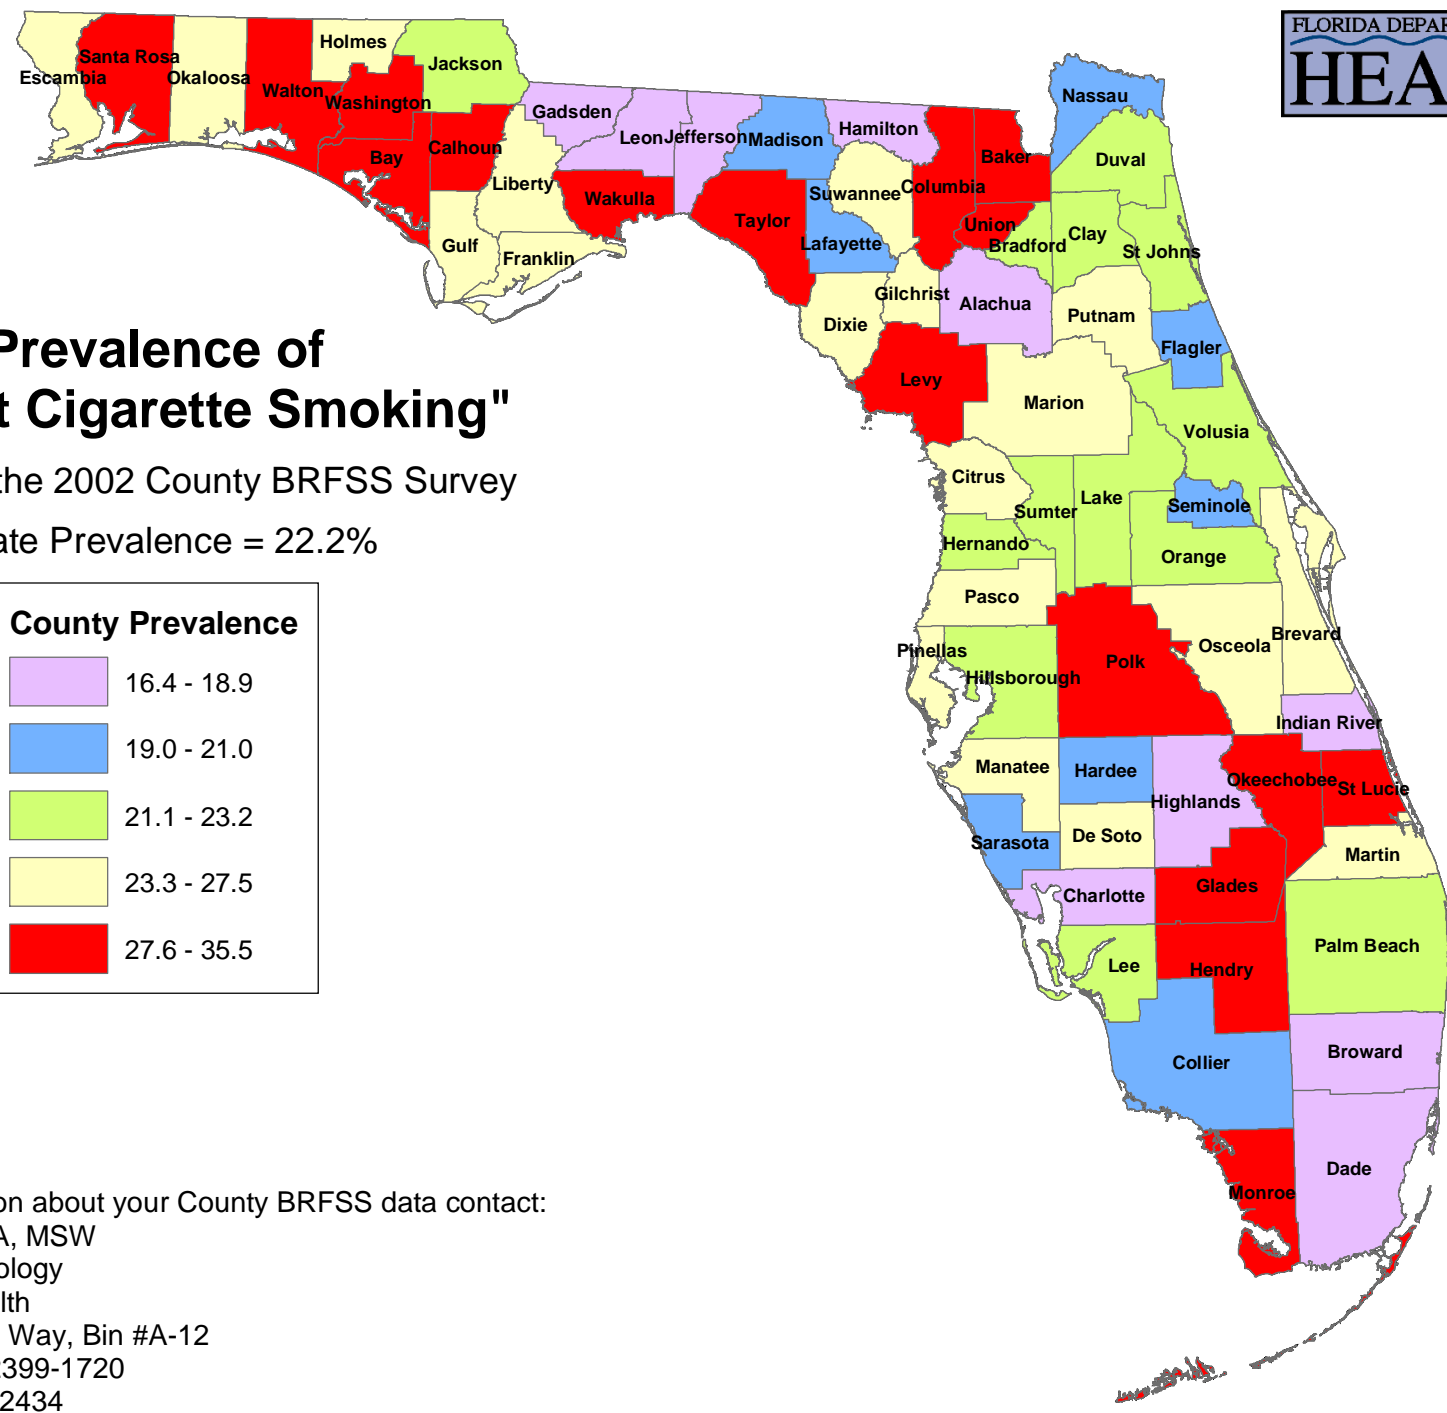 FLORIDA DEPAR
HEA
Holmes
Santa Rosa
Jackson
Escambia
Okaloosa
Walton
Washington
Nassau
Gadsden
Leon
Jefferson
Madison
Hamilton
Calhoun
Bay
Baker
Duval
Liberty
Columbia
Suwannee
Wakulla
Taylor
Union
Clay
Bradford
Gulf
Lafayette
St Johns
Franklin
Gilchrist
Alachua
Putnam
Dixie
Flagler
Prevalence of
t Cigarette Smoking"
Levy
Marion
Volusia
the 2002 County BRFSS Survey
Citrus
Lake
Seminole
Sumter
ate Prevalence = 22.2%
Hernando
Orange
Pasco
County Prevalence
Brevard
Osceola
Pinellas
Polk
Hillsborough
16.4 - 18.9
Indian River
19.0 - 21.0
Manatee
Hardee
Okeechobee
St Lucie
Highlands
21.1 - 23.2
De Soto
Sarasota
Martin
23.3 - 27.5
Glades
Charlotte
27.6 - 35.5
Palm Beach
Lee
Hendry
Broward
Collier
Dade
Monroe
on about your County BRFSS data contact:
A, MSW
ology
lth
Way, Bin #A-12
399-1720
2434